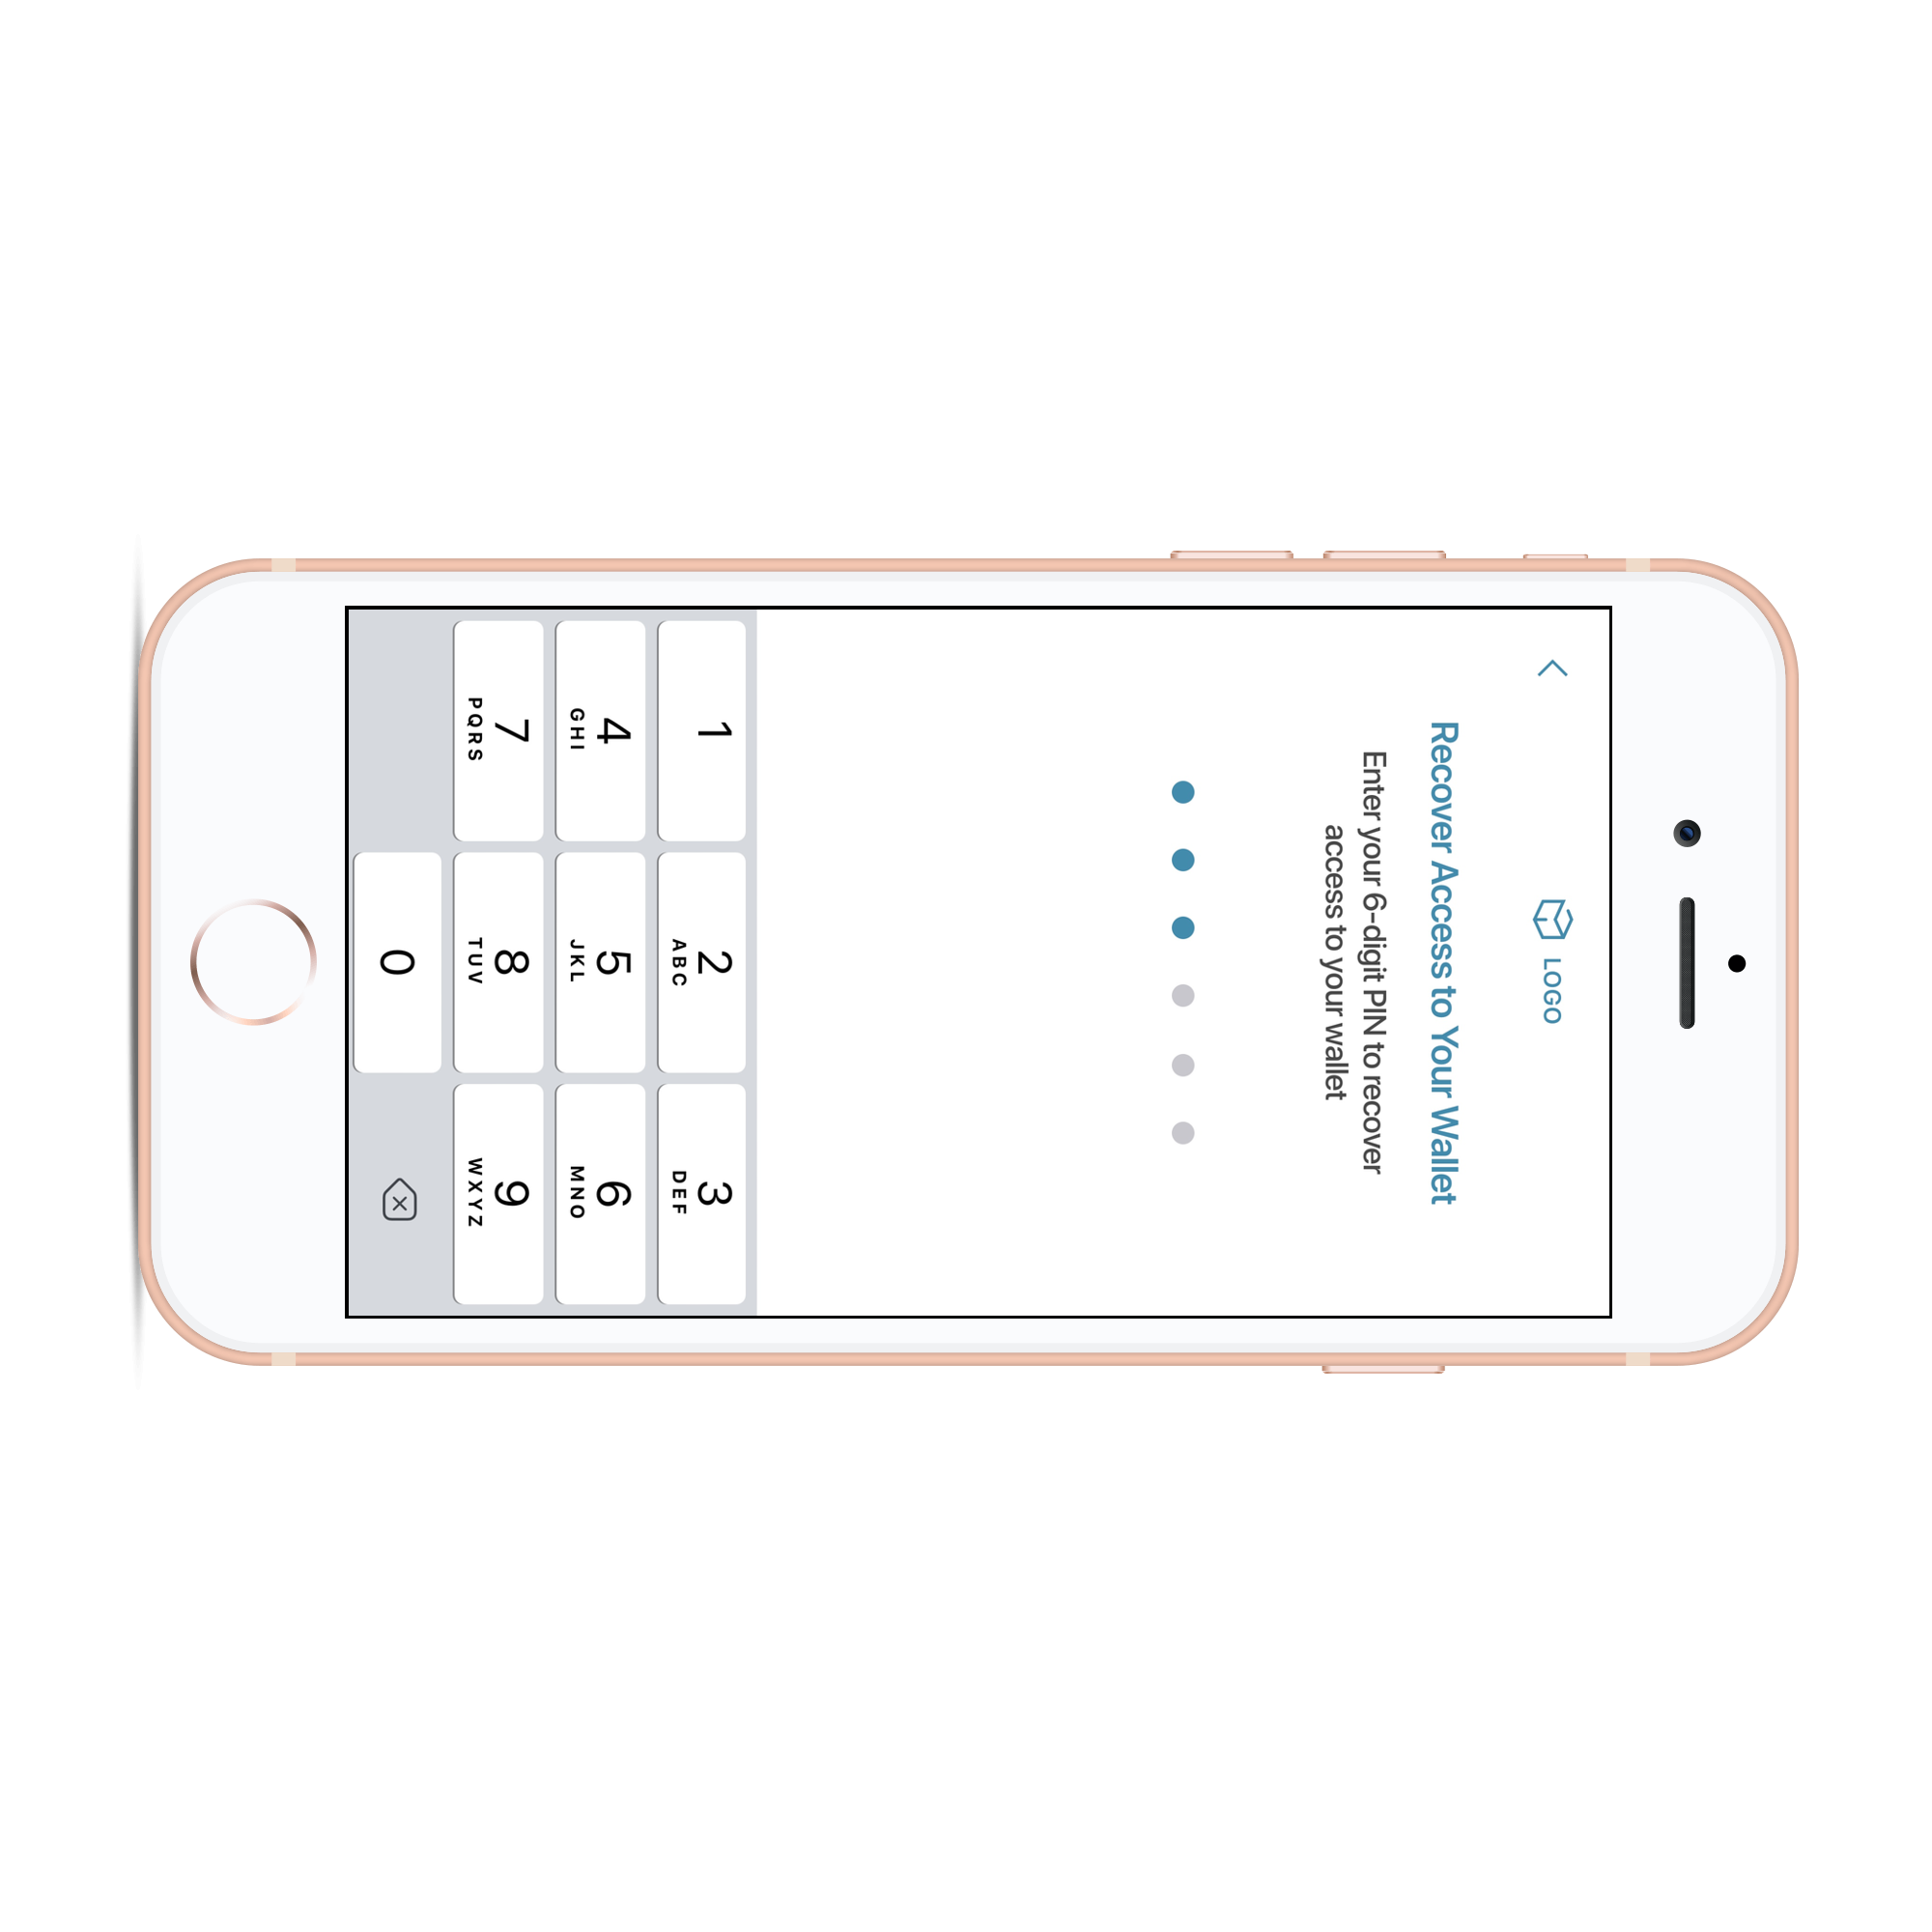 LOGO
Recover Access to Your Wallet
Enter your 6-digit PIN to recover
access to your wallet
1 2 3
ABC DEF
4 5 6
GHI JKL MNO
7 8 9
PQRS TUV WXYZ
0